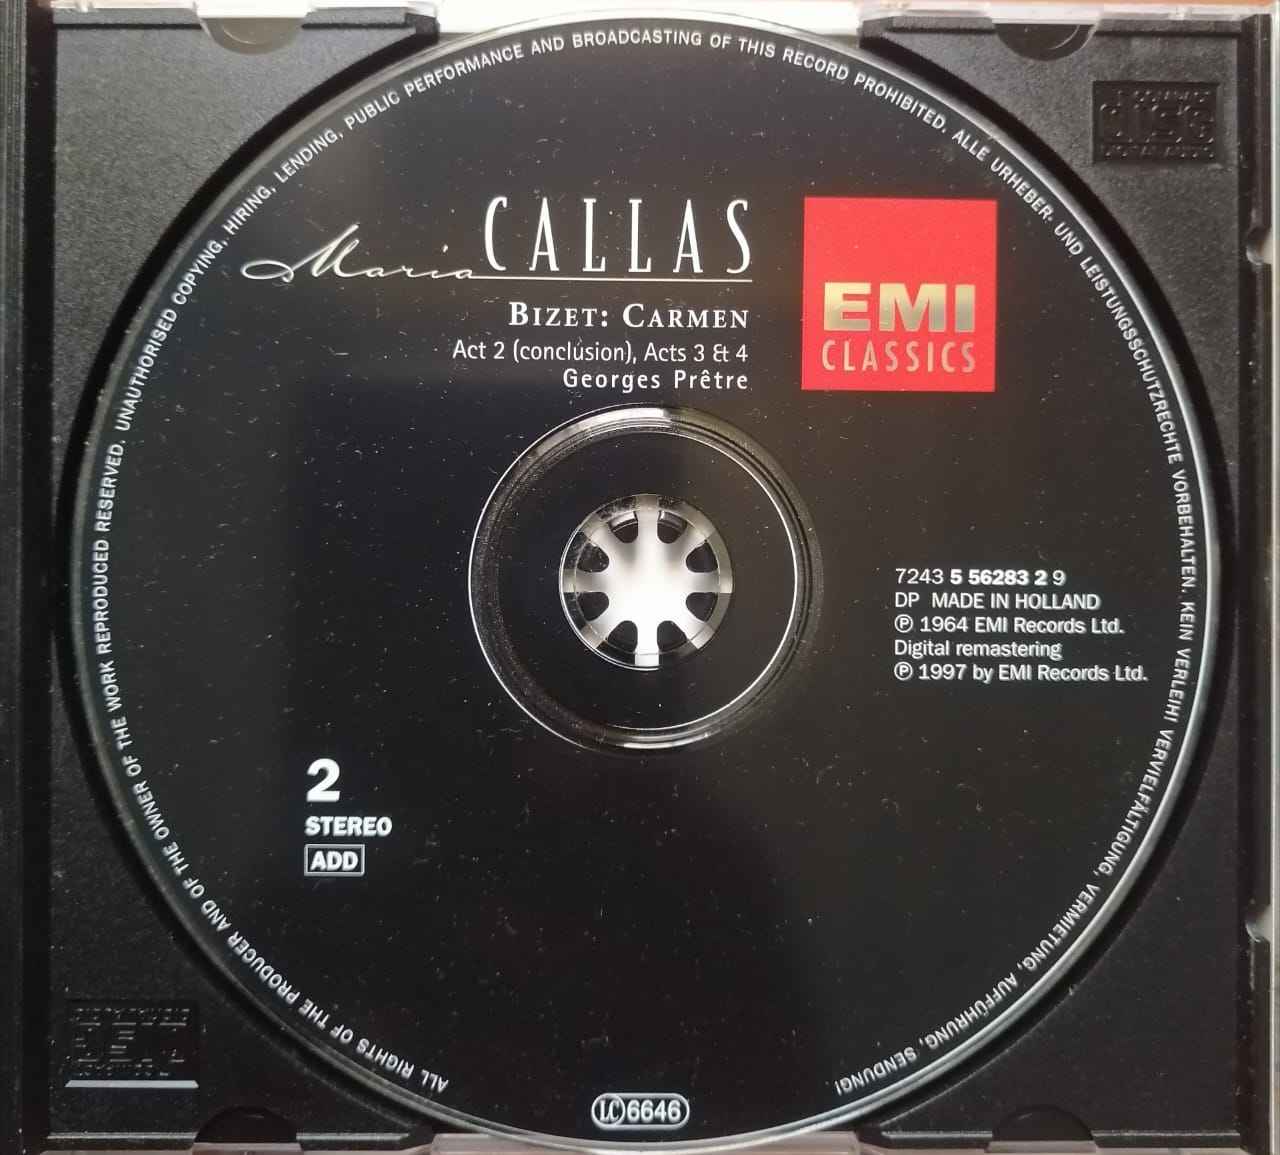 ALL RIGHTS OF THE PRODUCER AND OF THE OWNER OF THE WORK REPRODUCED RESERVED. UNAUTHORISED COPYING, HIRING, LENDING, PUBLIC PERFORMANCE AND BROADCASTING OF THIS RECORD PROHIBITED. ALLE URHEBER- UND LEISTUNGSSCHUTZRECHTE VORBEHALTEN. KEIN VERLEIH! VERVIELFÄLTIGUNG, VERMIETUNG, AUFFÜHRUNG, SENDUNG!
COMPACT
disc
DIGITAL AUDIO
Maria CALLAS
BIZET: CARMEN
Act 2 (conclusion), Acts 3 & 4
Georges Prêtre
EMI
CLASSICS
7243 5 56283 2 9
DP MADE IN HOLLAND
℗ 1964 EMI Records Ltd.
Digital remastering
℗ 1997 by EMI Records Ltd.
2
STEREO
ADD
LC 6646